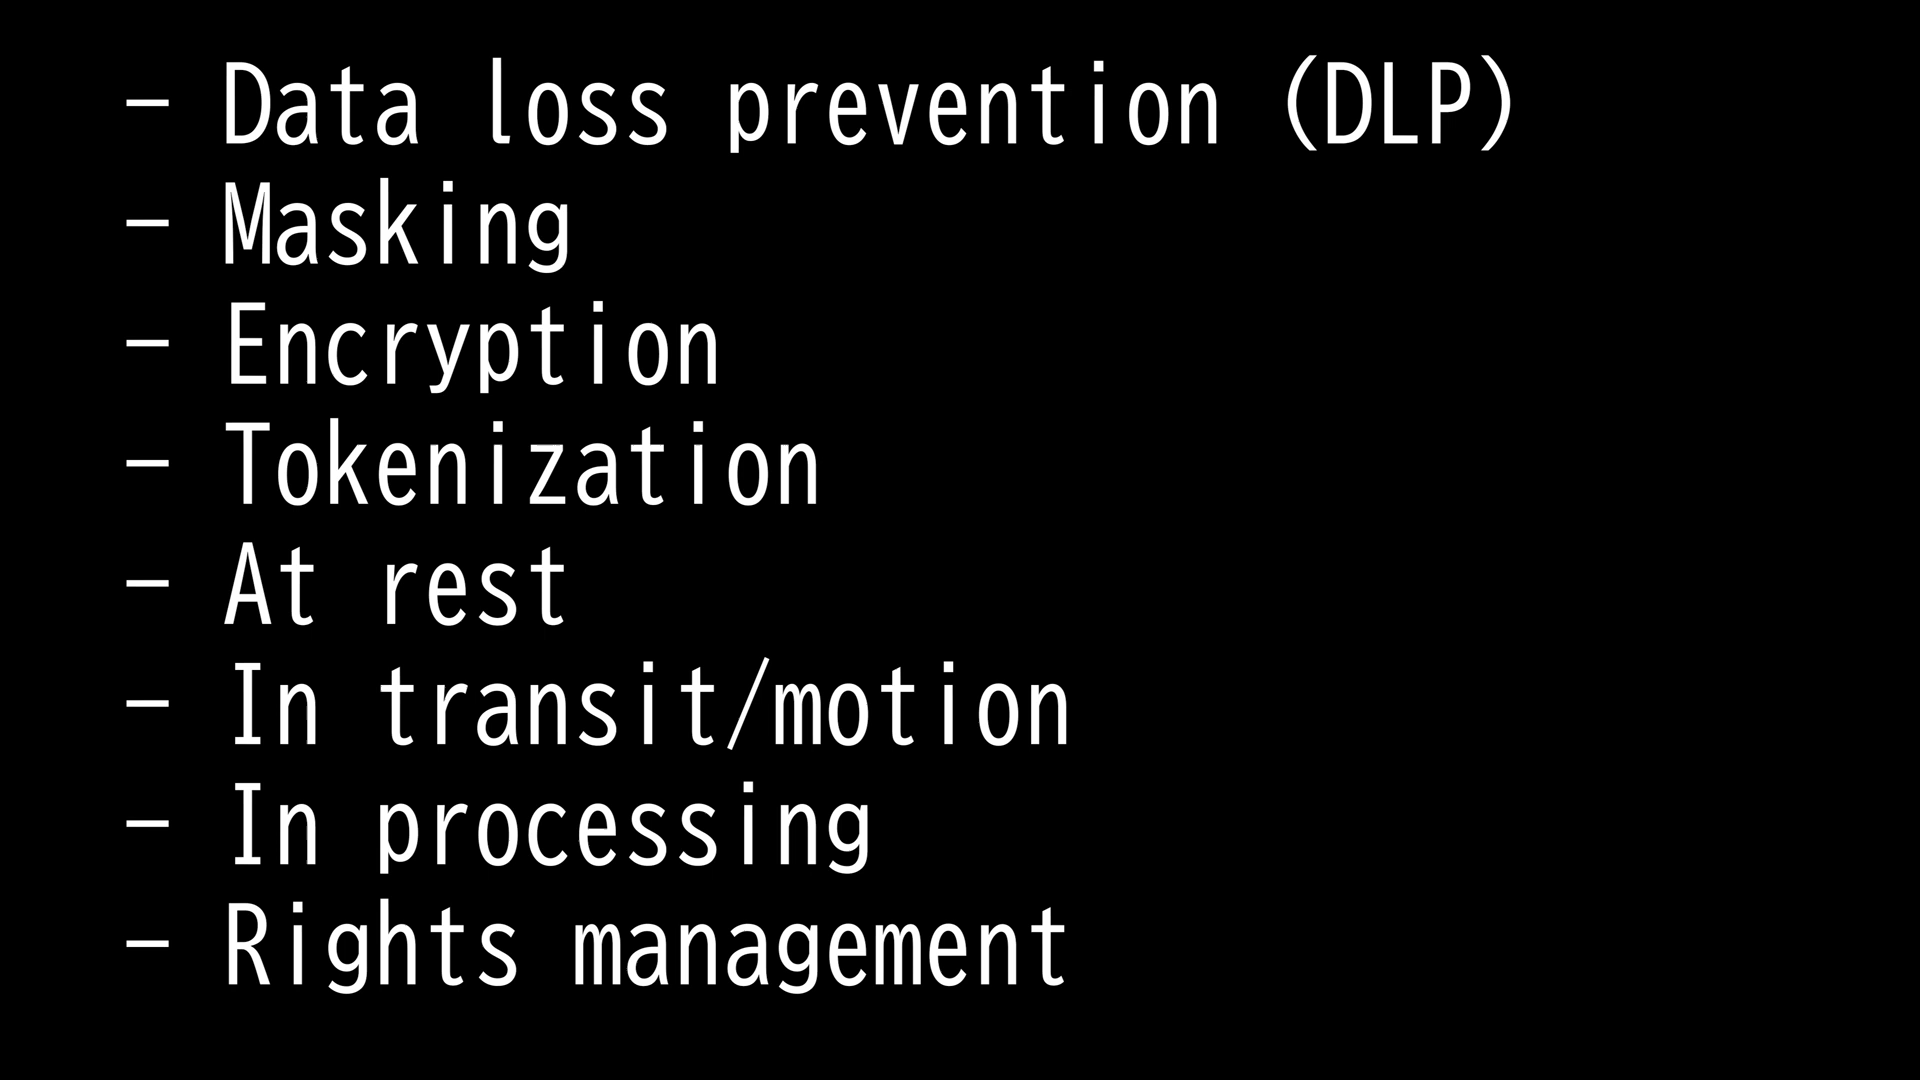 - Data loss prevention (DLP)
- Masking
- Encryption
- Tokenization
- At rest
- In transit/motion
- In processing
- Rights management